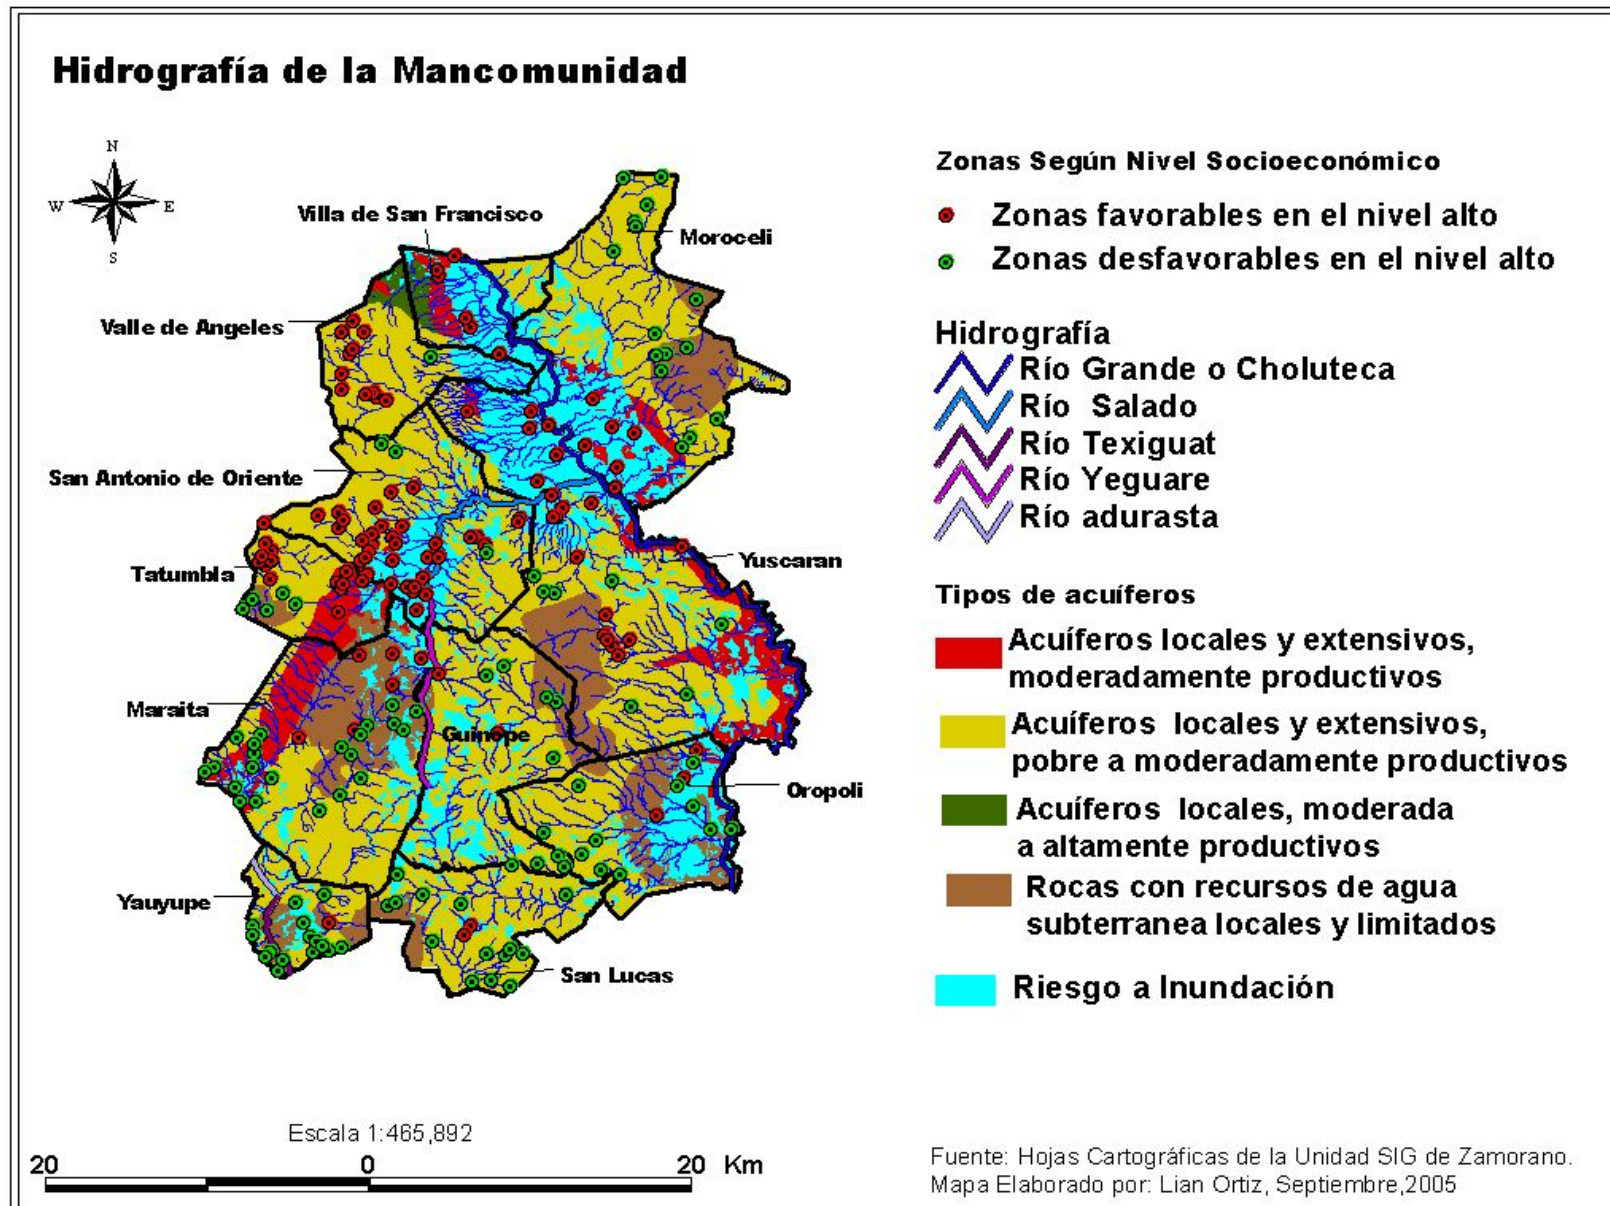 Hidrografía de la Mancomunidad
N
W
E
S
Villa de San Francisco
Moroceli
Valle de Angeles
San Antonio de Oriente
Tatumbla
Yuscaran
Maraita
Guinope
Oropoli
Yauyupe
San Lucas
Zonas Según Nivel Socioeconómico
Zonas favorables en el nivel alto
Zonas desfavorables en el nivel alto
Hidrografía
Río Grande o Choluteca
Río Salado
Río Texiguat
Río Yeguare
Río adurasta
Tipos de acuíferos
Acuíferos locales y extensivos,
moderadamente productivos
Acuíferos locales y extensivos,
pobre a moderadamente productivos
Acuíferos locales, moderada
a altamente productivos
Rocas con recursos de agua
subterranea locales y limitados
Riesgo a Inundación
Escala 1:465,892
20 0 20 Km
Fuente: Hojas Cartográficas de la Unidad SIG de Zamorano.
Mapa Elaborado por: Lian Ortiz, Septiembre,2005